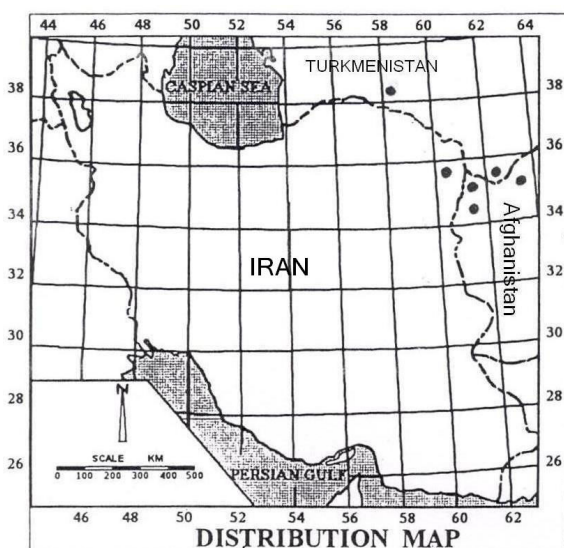 44 46 48 50 52 54 56 58 60 62 63
TURKMENISTAN
CASPIAN SEA
38 38
36 36
34 34
Afghanistan
IRAN
32 32
30 30
N
28 28
SCALE KM
0 100 200 300 400 500
26 26
PERSIAN GULF
46 48 50 52 54 56 58 60 62
DISTRIBUTION MAP